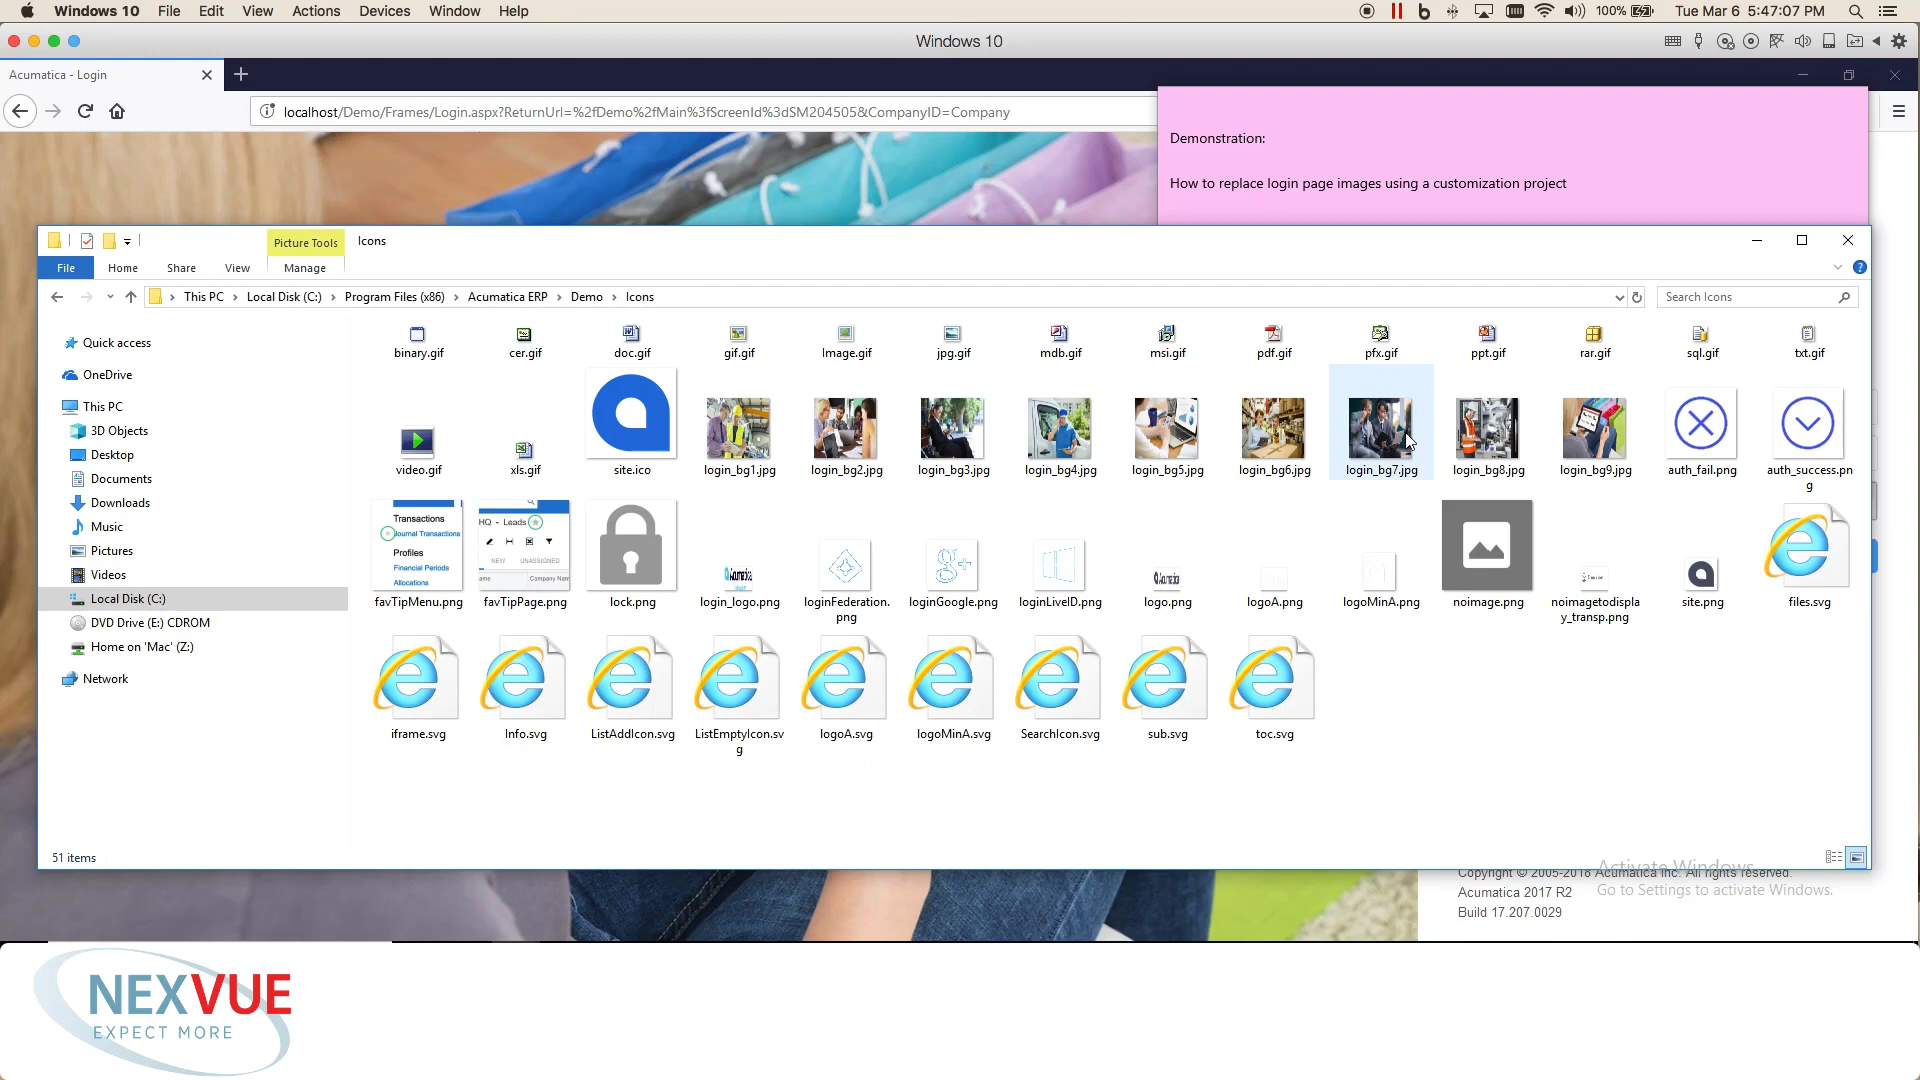 Windows 10 File Edit View Actions Devices Window Help 100% Tue Mar 6 5:47:07 PM
Windows 10
Acumatica - Login
localhost/Demo/Frames/Login.aspx?ReturnUrl=%2fDemo%2fMain%3fScreenId%3dSM204505&CompanyID=Company
Demonstration:
How to replace login page images using a customization project
Picture Tools Icons
File Home Share View Manage
This PC Local Disk (C:) Program Files (x86) Acumatica ERP Demo Icons Search Icons
Quick access
OneDrive
This PC
3D Objects
Desktop
Documents
Downloads
Music
Pictures
Videos
Local Disk (C:)
DVD Drive (E:) CDROM
Home on 'Mac' (Z:)
Network
binary.gif cer.gif doc.gif gif.gif Image.gif jpg.gif mdb.gif msi.gif pdf.gif pfx.gif ppt.gif rar.gif sql.gif txt.gif
video.gif xls.gif site.ico login_bg1.jpg login_bg2.jpg login_bg3.jpg login_bg4.jpg login_bg5.jpg login_bg6.jpg login_bg7.jpg login_bg8.jpg login_bg9.jpg auth_fail.png auth_success.pn
g
Transactions
Journal Transactions
Profiles
Financial Periods
Allocations
HQ - Leads
NEW UNASSIGNED
Company Nam
Acumatica
favTipMenu.png favTipPage.png lock.png login_logo.png loginFederation. loginGoogle.png loginLiveID.png logo.png logoA.png logoMinA.png noimage.png noimagetodispla site.png files.svg
png y_transp.png
iframe.svg Info.svg ListAddIcon.svg ListEmptyIcon.sv logoA.svg logoMinA.svg SearchIcon.svg sub.svg toc.svg
g
51 items
Activate Windows
Go to Settings to activate Windows.
Copyright © 2005-2018 Acumatica Inc. All rights reserved.
Acumatica 2017 R2
Build 17.207.0029
NEXVUE
EXPECT MORE